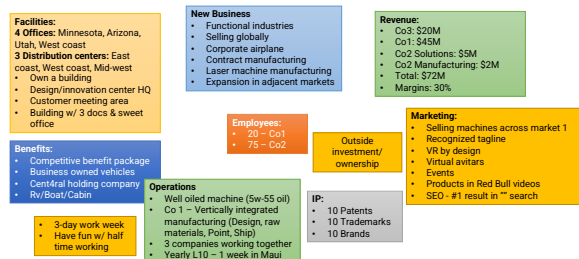 Facilities:
4 Offices: Minnesota, Arizona,
Utah, West coast
3 Distribution centers: East
coast, West coast, Mid-west
• Own a building
• Design/innovation center HQ
• Customer meeting area
• Building w/ 3 docks & sweet
office
New Business
• Functional industries
• Selling globally
• Corporate airplane
• Contract manufacturing
• Laser machine manufacturing
• Expansion in adjacent markets
Revenue:
• Co3: $20M
• Co1: $45M
• Co2 Solutions: $5M
• Co2 Manufacturing: $2M
• Total: $72M
• Margins: 30%
Employees:
• 20 – Co1
• 75 – Co2
Outside
investment/
ownership
Marketing:
• Selling machines across market 1
• Recognized tagline
• VR by design
• Virtual avitars
• Events
• Products in Red Bull videos
• SEO - #1 result in "" search
Benefits:
• Competitive benefit package
• Business owned vehicles
• Cent4ral holding company
• Rv/Boat/Cabin
Operations
• Well oiled machine (5w-55 oil)
• Co 1 – Vertically integrated
manufacturing (Design, raw
materials, Point, Ship)
• 3 companies working together
• Yearly L10 – 1 week in Maui
IP:
• 10 Patents
• 10 Trademarks
• 10 Brands
• 3-day work week
• Have fun w/ half
time working